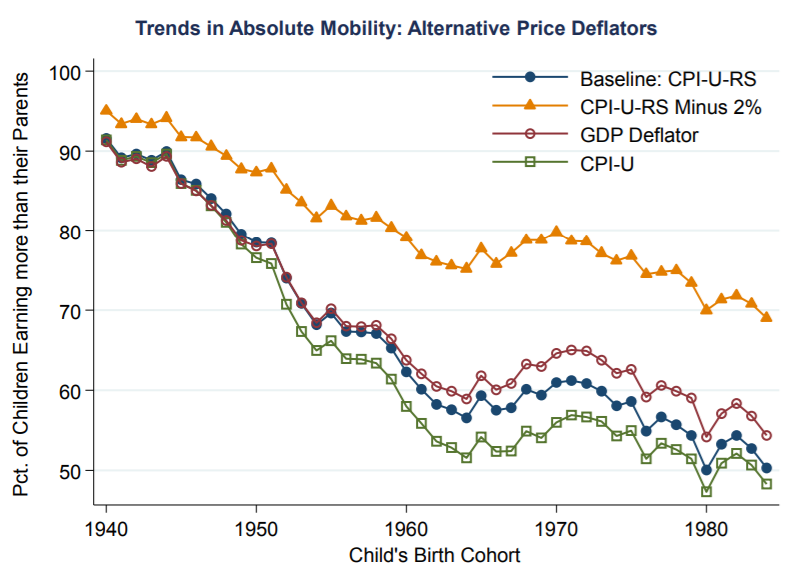 Trends in Absolute Mobility: Alternative Price Deflators
Pct. of Children Earning more than their Parents
100
90
80
70
60
50
Baseline: CPI-U-RS
CPI-U-RS Minus 2%
GDP Deflator
CPI-U
1940
1950
1960
1970
1980
Child's Birth Cohort